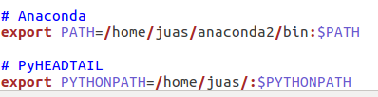 # Anaconda
export PATH=/home/juas/anaconda2/bin:$PATH
# PyHEADTAIL
export PYTHONPATH=/home/juas/:$PYTHONPATH